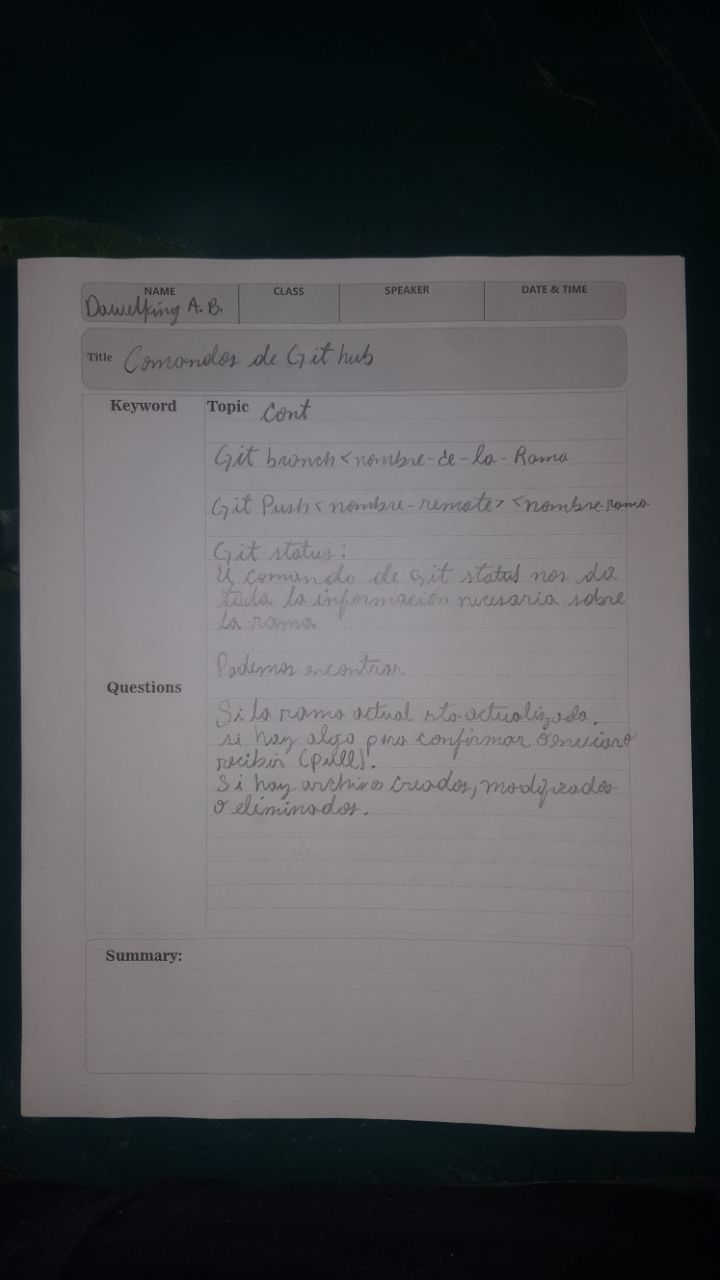 NAME CLASS SPEAKER DATE & TIME
Dawelking A. B.
Title Comandos de Git hub
Keyword Topic Cont
Git branch < nombre-de-la-Rama
Git Push < nombre-remote> <nombre-rama
Git status:
El comando de git status nos da
toda la información necesaria sobre
la rama
Podemos encontrar
Questions
Si la rama actual sta actualizada.
si hay algo para confirmar o enviar o
recibir (pull).
Si hay archivos creados, modificados
o eliminados.
Summary: